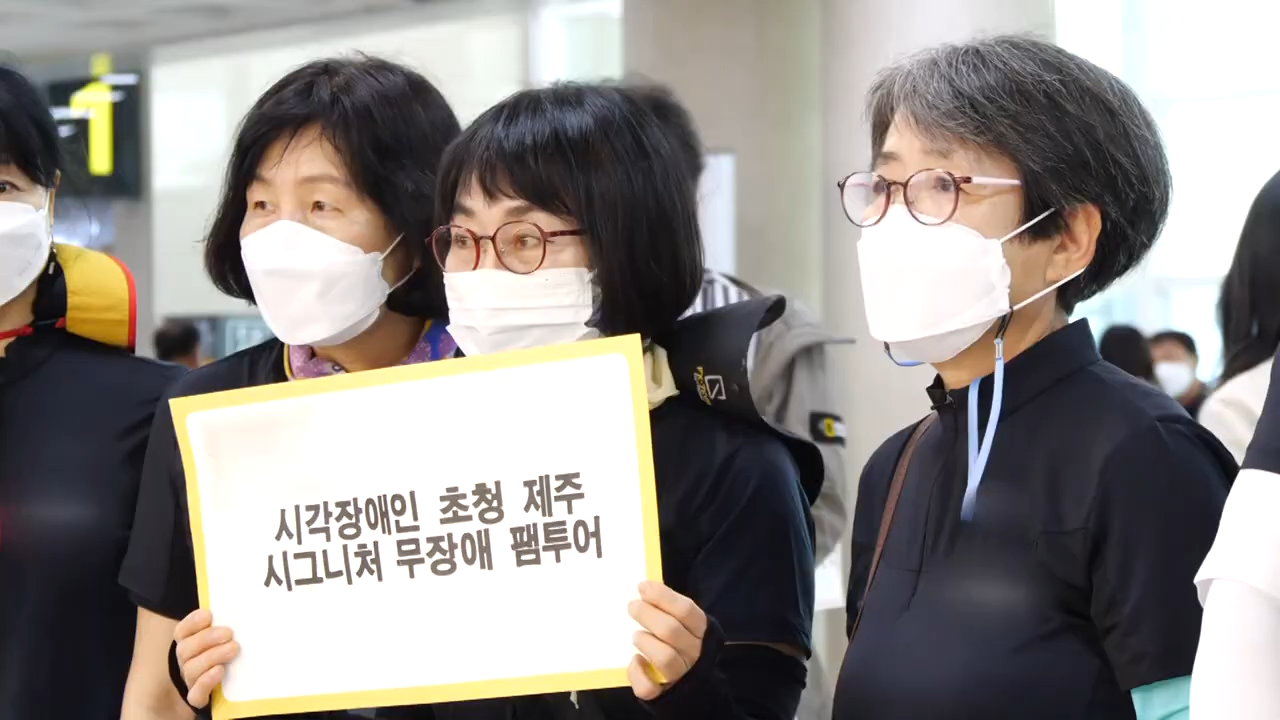 1
시각장애인 초청 제주
시그니처 무장애 팸투어